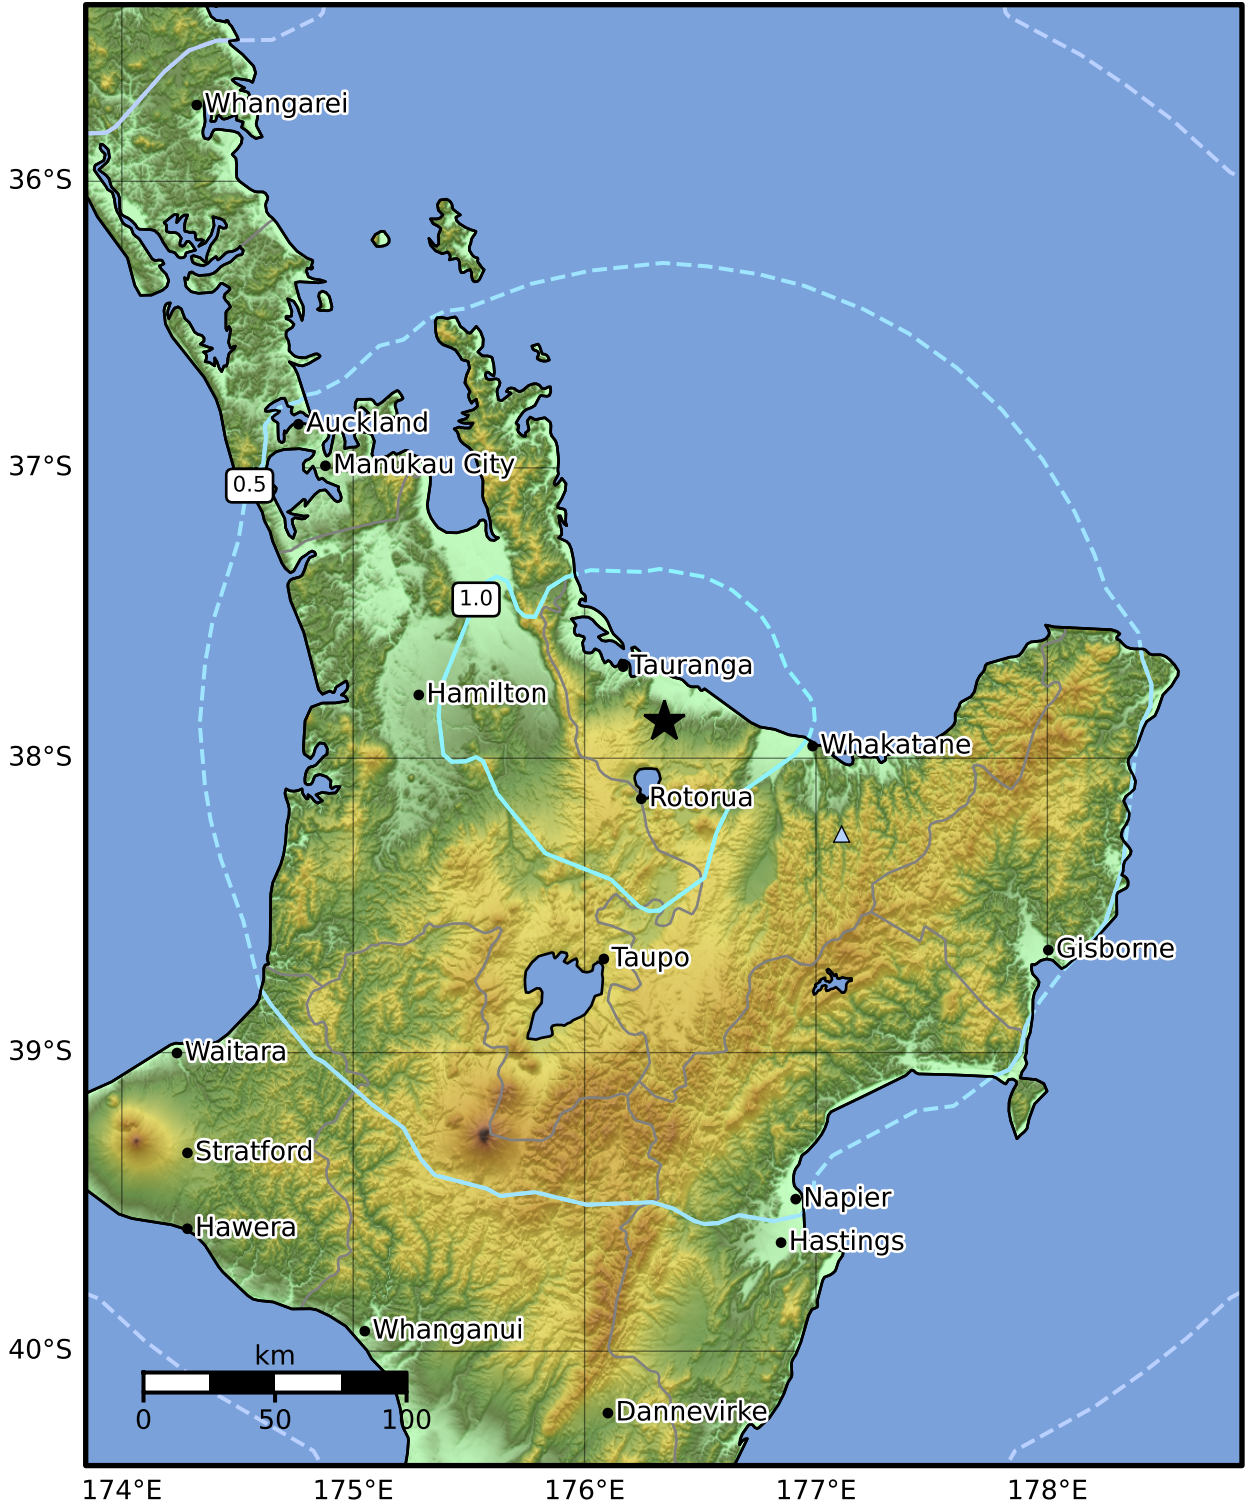 Whangarei
36°S
Auckland
Manukau City
37°S
0.5
1.0
Tauranga
Hamilton
Whakatane
38°S
Rotorua
Gisborne
Taupo
39°S
Waitara
Stratford
Napier
Hawera
Hastings
Whanganui
40°S
km
0 50 100
Dannevirke
174°E 175°E 176°E 177°E 178°E